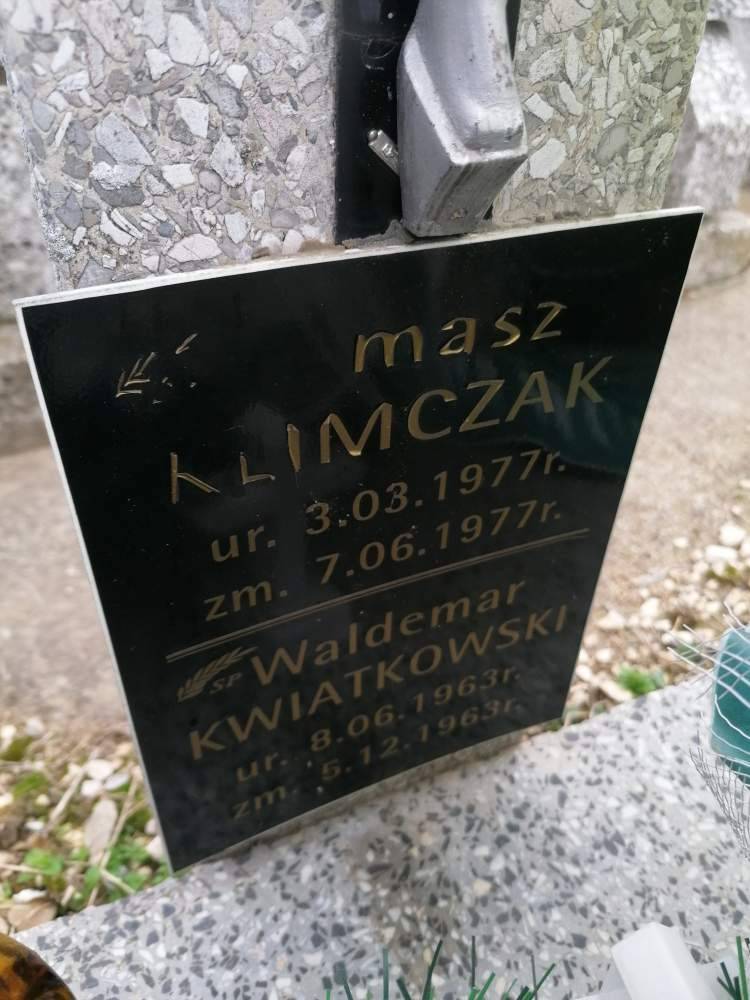 masz
KLIMCZAK
ur. 3.03.1977r.
zm. 7.06.1977r.
ŚP Waldemar
KWIATKOWSKI
ur. 8.06.1963r.
zm. 5.12.1963r.